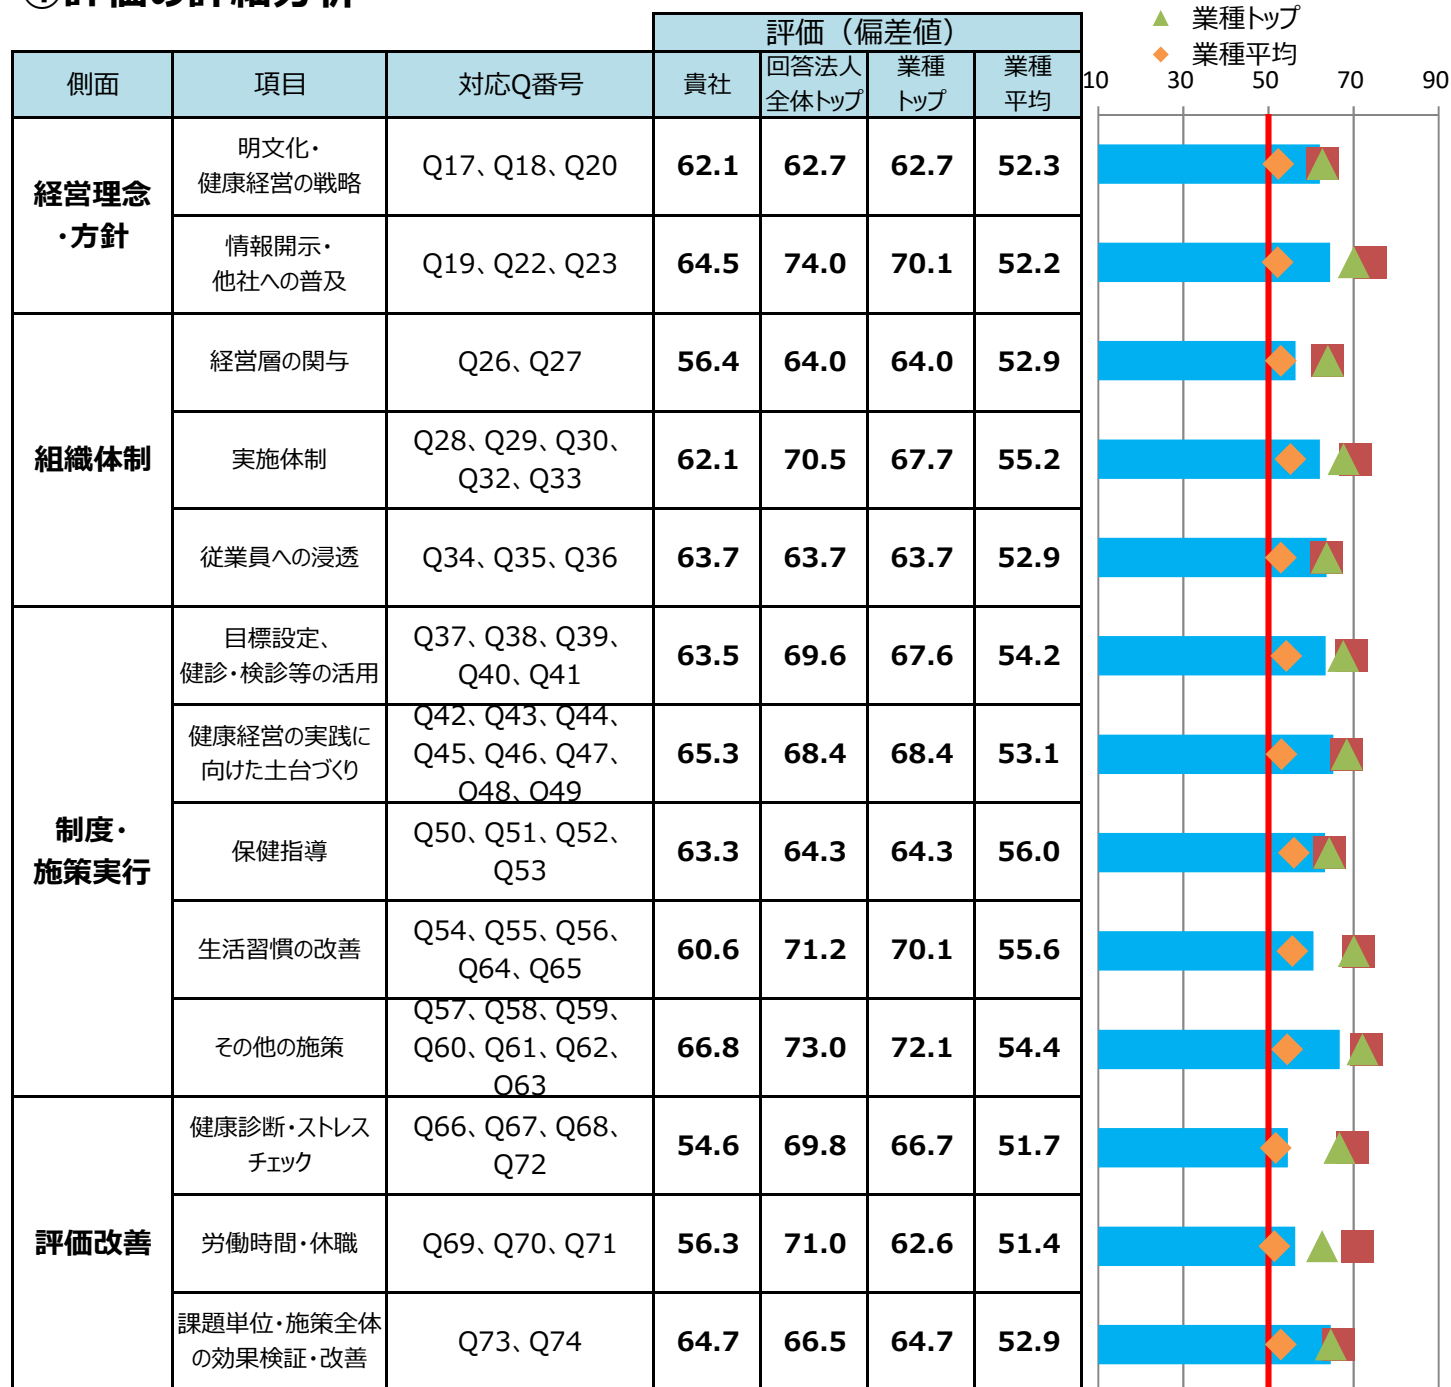 ①評価の詳細分析
▲ 業種トップ
◆ 業種平均
評価（偏差値）
側面 項目 対応Q番号 貴社 回答法人 業種 業種
全体トップ トップ 平均
10 30 50 70 90
経営理念
・方針
明文化・
健康経営の戦略
Q17、Q18、Q20 62.1 62.7 62.7 52.3
情報開示・
他社への普及
Q19、Q22、Q23 64.5 74.0 70.1 52.2
組織体制
経営層の関与 Q26、Q27 56.4 64.0 64.0 52.9
実施体制
Q28、Q29、Q30、
Q32、Q33
62.1 70.5 67.7 55.2
従業員への浸透 Q34、Q35、Q36 63.7 63.7 63.7 52.9
制度・
施策実行
目標設定、
健診・検診等の活用
Q37、Q38、Q39、
Q40、Q41
63.5 69.6 67.6 54.2
健康経営の実践に
向けた土台づくり
Q42、Q43、Q44、
Q45、Q46、Q47、
Q48、Q49
65.3 68.4 68.4 53.1
保健指導
Q50、Q51、Q52、
Q53
63.3 64.3 64.3 56.0
生活習慣の改善
Q54、Q55、Q56、
Q64、Q65
60.6 71.2 70.1 55.6
その他の施策
Q57、Q58、Q59、
Q60、Q61、Q62、
Q63
66.8 73.0 72.1 54.4
評価改善
健康診断・ストレス
チェック
Q66、Q67、Q68、
Q72
54.6 69.8 66.7 51.7
労働時間・休職 Q69、Q70、Q71 56.3 71.0 62.6 51.4
課題単位・施策全体
の効果検証・改善
Q73、Q74 64.7 66.5 64.7 52.9